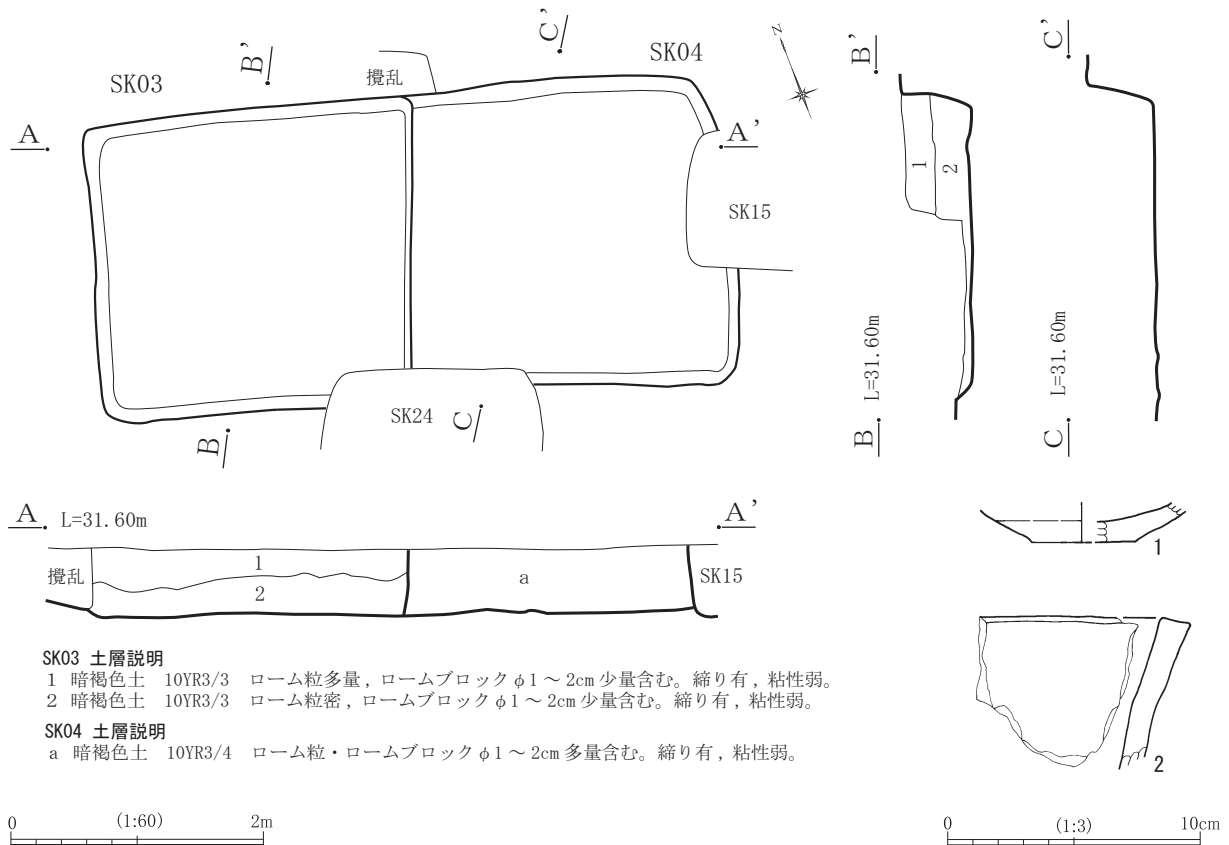 SK03
B'
攪乱
C'
SK04
N
A
A'
SK15
SK24
B
C
B'
1
2
B L=31.60m
C'
C L=31.60m
A L=31.60m
A'
攪乱
1
2
a
SK15
SK03 土層説明
1 暗褐色土 10YR3/3 ローム粒多量,ロームブロックφ1～2cm少量含む。締り有,粘性弱。
2 暗褐色土 10YR3/3 ローム粒密,ロームブロックφ1～2cm少量含む。締り有,粘性弱。
SK04 土層説明
a 暗褐色土 10YR3/4 ローム粒・ロームブロックφ1～2cm多量含む。締り有,粘性弱。
0 (1:60) 2m
1
2
0 (1:3) 10cm